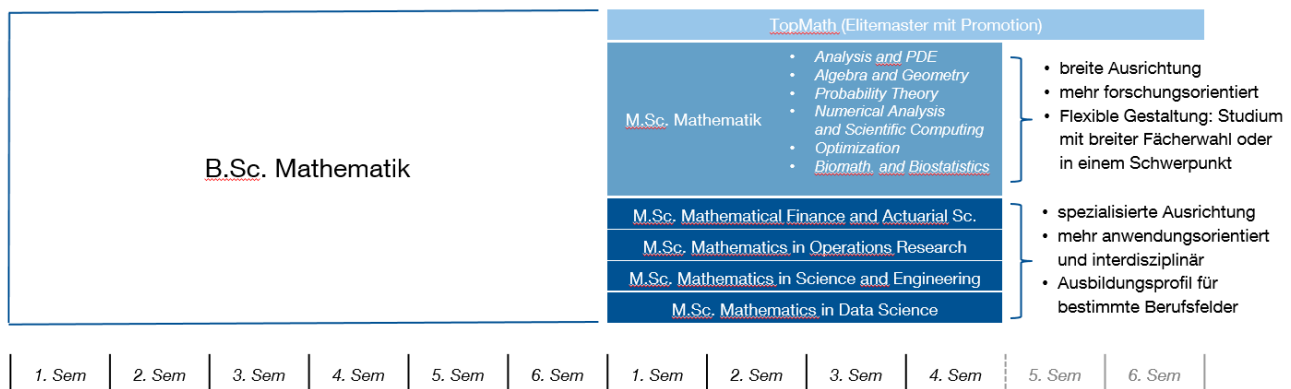 TopMath (Elitemaster mit Promotion)
B.Sc. Mathematik
M.Sc. Mathematik
• Analysis and PDE
• Algebra and Geometry
• Probability Theory
• Numerical Analysis
and Scientific Computing
• Optimization
• Biomath. and Biostatistics
• breite Ausrichtung
• mehr forschungsorientiert
• Flexible Gestaltung: Studium
mit breiter Fächerwahl oder
in einem Schwerpunkt
M.Sc. Mathematical Finance and Actuarial Sc.
M.Sc. Mathematics in Operations Research
M.Sc. Mathematics in Science and Engineering
M.Sc. Mathematics in Data Science
• spezialisierte Ausrichtung
• mehr anwendungsorientiert
und interdisziplinär
• Ausbildungsprofil für
bestimmte Berufsfelder
1. Sem 2. Sem 3. Sem 4. Sem 5. Sem 6. Sem 1. Sem 2. Sem 3. Sem 4. Sem 5. Sem 6. Sem